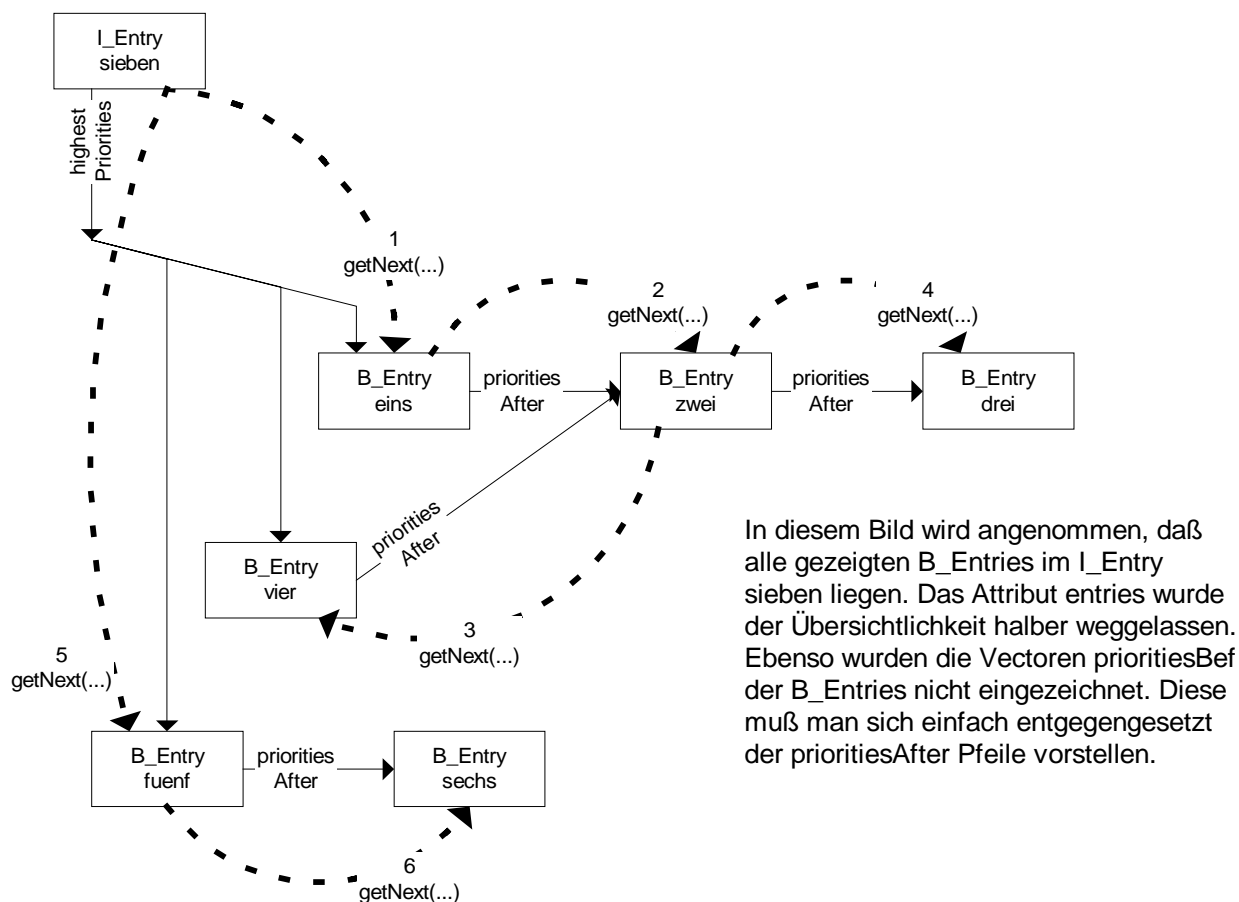 I_Entry
sieben
highest
Priorities
1
getNext(...)
2
getNext(...)
4
getNext(...)
B_Entry
eins
priorities
After
B_Entry
zwei
priorities
After
B_Entry
drei
priorities
After
B_Entry
vier
3
getNext(...)
5
getNext(...)
B_Entry
fuenf
priorities
After
B_Entry
sechs
6
getNext(...)
In diesem Bild wird angenommen, daß
alle gezeigten B_Entries im I_Entry
sieben liegen. Das Attribut entries wurde
der Übersichtlichkeit halber weggelassen.
Ebenso wurden die Vectoren prioritiesBef
der B_Entries nicht eingezeichnet. Diese
muß man sich einfach entgegengesetzt
der prioritiesAfter Pfeile vorstellen.